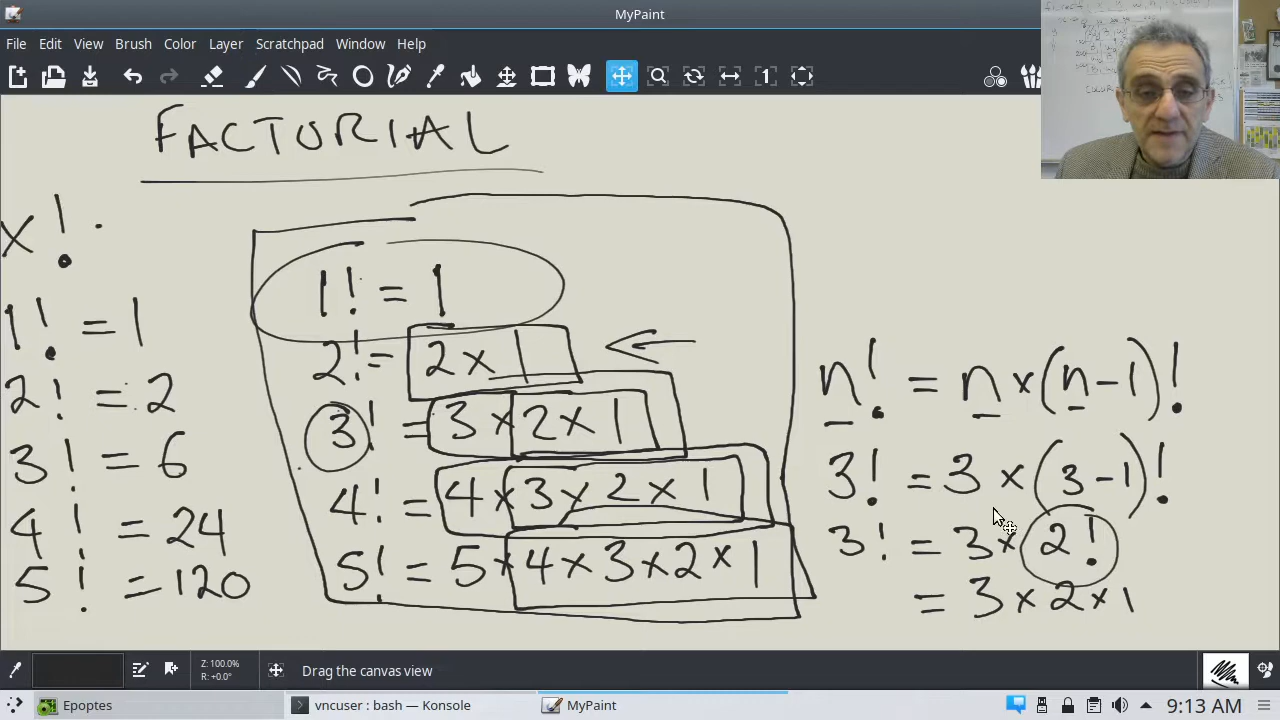 MyPaint
File Edit View Brush Color Layer Scratchpad Window Help
FACTORIAL
x!
1! = 1
2! = 2
3! = 6
4! = 24
5! = 120
1! = 1
2! = 2 x 1
3! = 3 x 2 x 1
4! = 4 x 3 x 2 x 1
5! = 5 x 4 x 3 x 2 x 1
n! = n x (n-1)!
3! = 3 x (3-1)!
3! = 3 x 2!
= 3 x 2 x 1
Z: 100.0%
R: +0.0°
Drag the canvas view
Epoptes
vncuser : bash — Konsole
MyPaint
9:13 AM